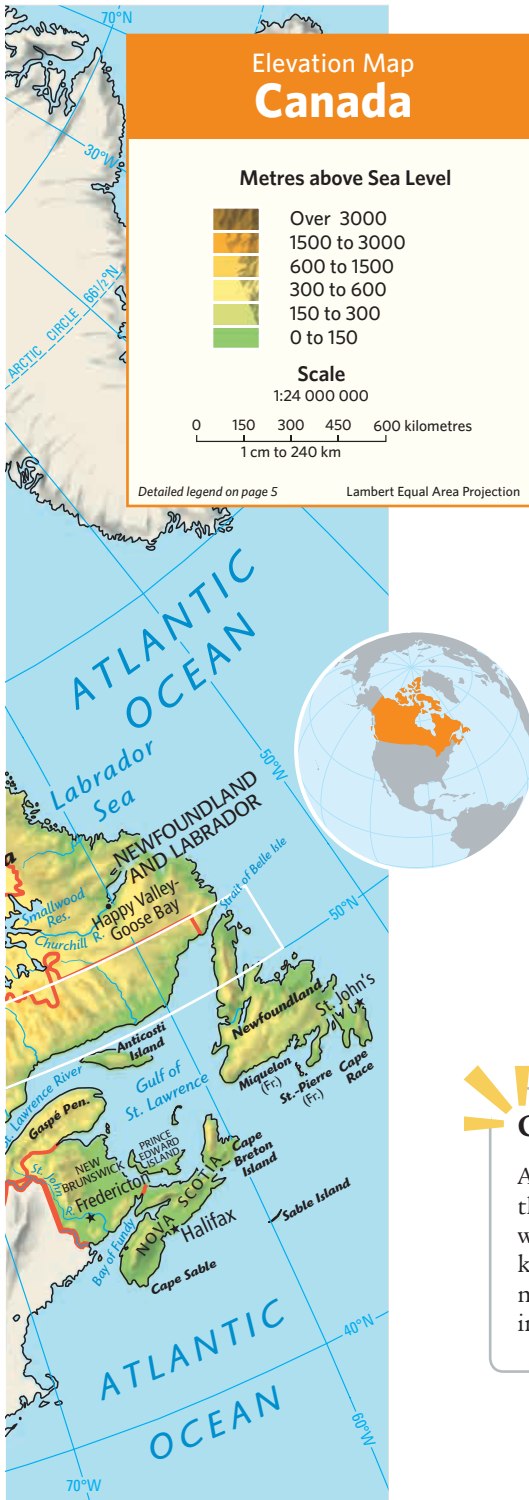 70°N
Elevation Map
Canada
30°W
Metres above Sea Level
Over 3000
1500 to 3000
600 to 1500
300 to 600
150 to 300
0 to 150
ARCTIC CIRCLE 66½°N
Scale
1:24 000 000
0 150 300 450 600 kilometres
1 cm to 240 km
Detailed legend on page 5
Lambert Equal Area Projection
ATLANTIC
OCEAN
Labrador
Sea
50°W
NEWFOUNDLAND
AND LABRADOR
Strait of Belle Isle
Smallwood
Res.
Happy Valley-
Goose Bay
Churchill R.
50°N
St. John's
Newfoundland
Anticosti
Island
Miquelon
(Fr.)
St.-Pierre
(Fr.)
Cape
Race
Gulf of
St. Lawrence
St. Lawrence River
Gaspé Pen.
PRINCE
EDWARD
ISLAND
Cape
Breton
Island
NEW
BRUNSWICK
St. John
R.
Fredericton
NOVA SCOTIA
Sable Island
Halifax
Bay of Fundy
Cape Sable
40°N
ATLANTIC
OCEAN
60°W
70°W